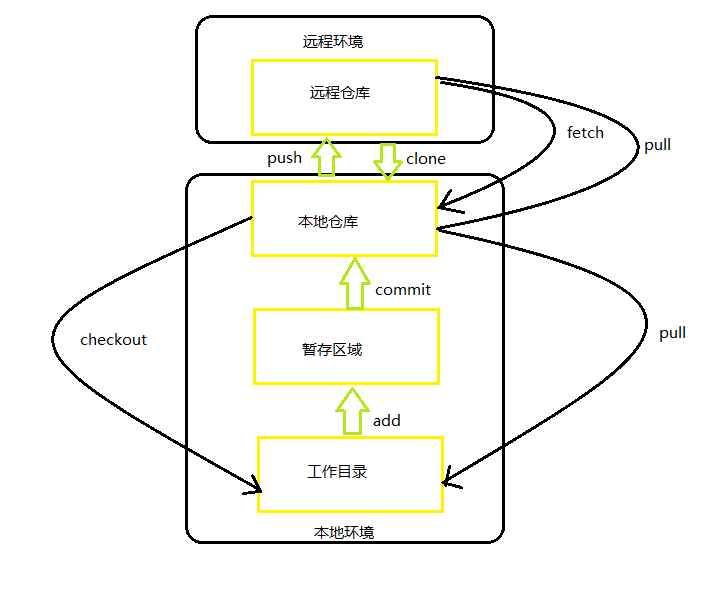 远程环境
远程仓库
fetch
pull
push
clone
本地仓库
commit
checkout
暂存区域
pull
add
工作目录
本地环境